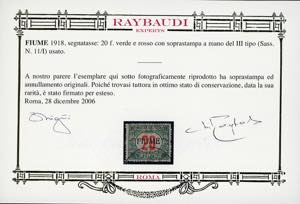 RAYBAUDI
EXPERTS
FIUME 1918, segnatasse: 20 f. verde e rosso con soprastampa a mano del III tipo (Sass.
N. 11/I) usato.
A nostro parere l'esemplare qui sotto fotograficamente riprodotto ha soprastampa ed
annullamento originali. Poiché trovasi tuttora in ottimo stato di conservazione, data la sua
rarità, è stato firmato per esteso.
Roma, 28 dicembre 2006
FIUME
RAYBAUDI
ROMA